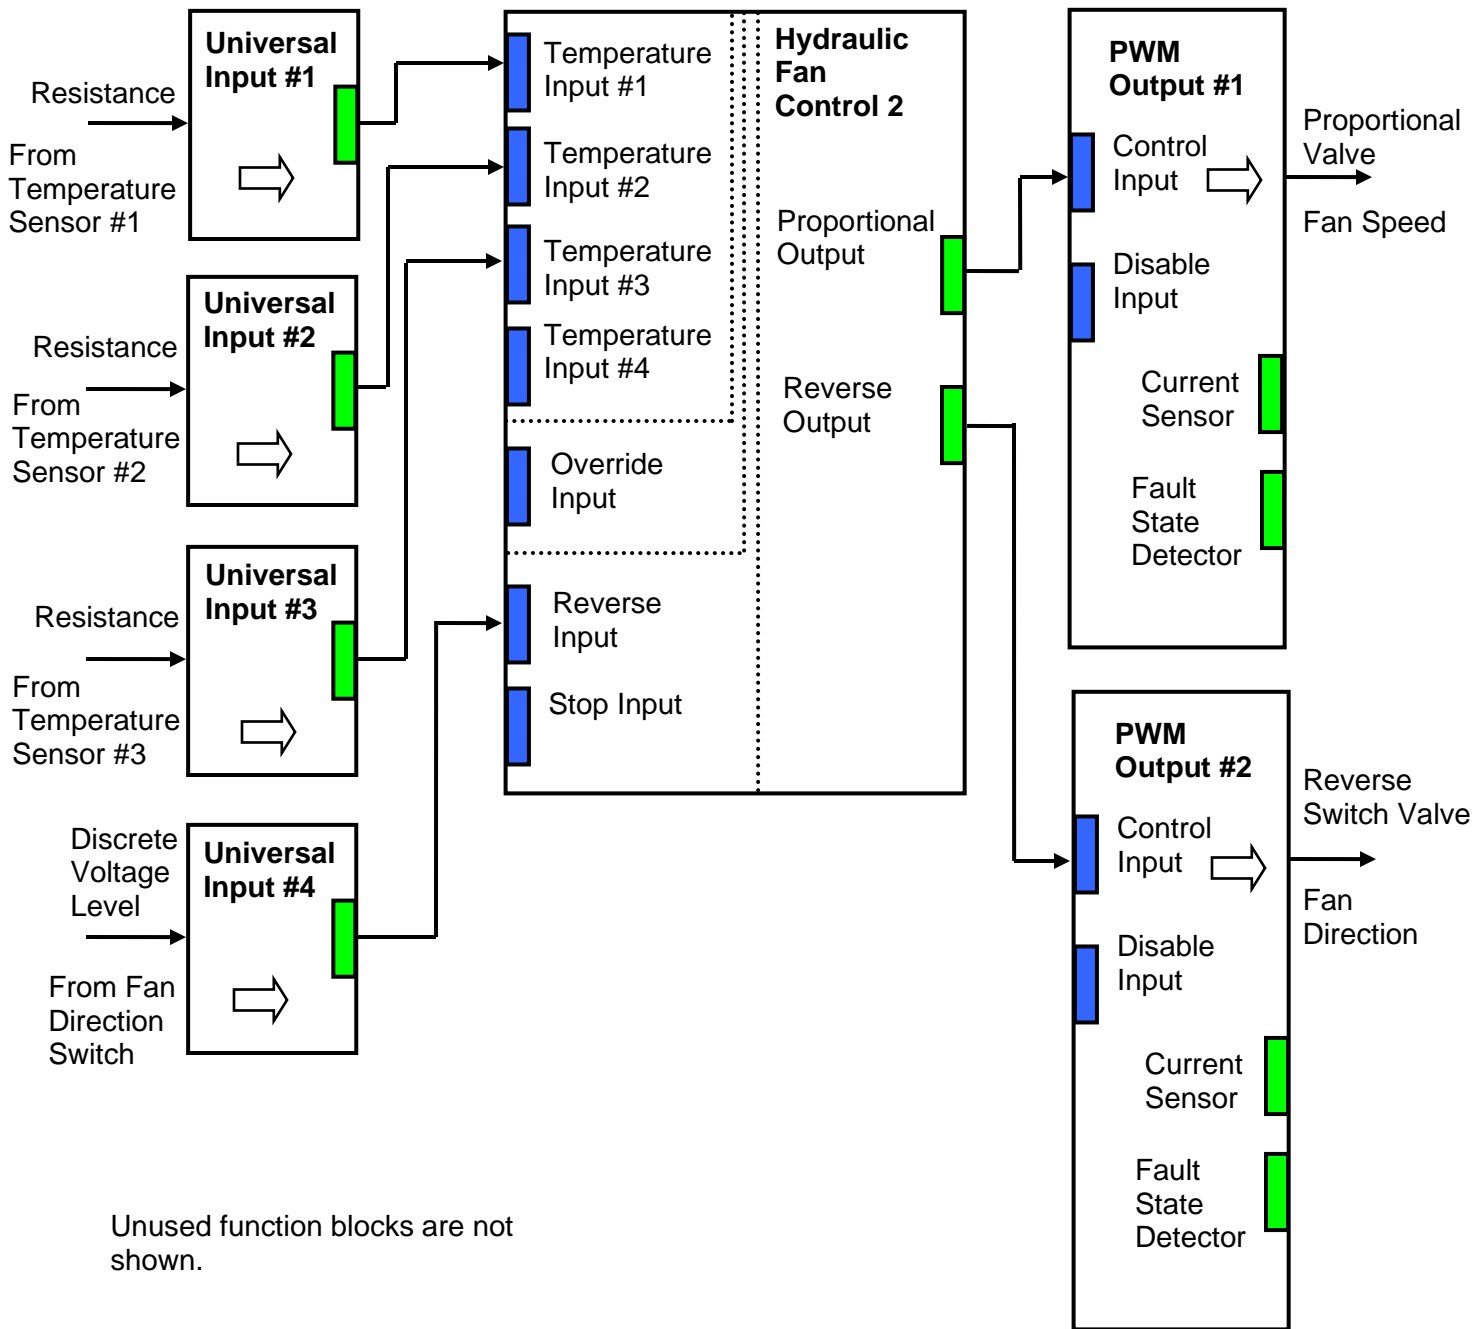 Universal
Input #1
Resistance
From
Temperature
Sensor #1
Universal
Input #2
Resistance
From
Temperature
Sensor #2
Universal
Input #3
Resistance
From
Temperature
Sensor #3
Discrete
Voltage
Level
Universal
Input #4
From Fan
Direction
Switch
Hydraulic
Fan
Control 2
Temperature
Input #1
Temperature
Input #2
Temperature
Input #3
Temperature
Input #4
Override
Input
Reverse
Input
Stop Input
Proportional
Output
Reverse
Output
PWM
Output #1
Control
Input
Disable
Input
Current
Sensor
Fault
State
Detector
Proportional
Valve
Fan Speed
PWM
Output #2
Control
Input
Disable
Input
Current
Sensor
Fault
State
Detector
Reverse
Switch Valve
Fan
Direction
Unused function blocks are not
shown.